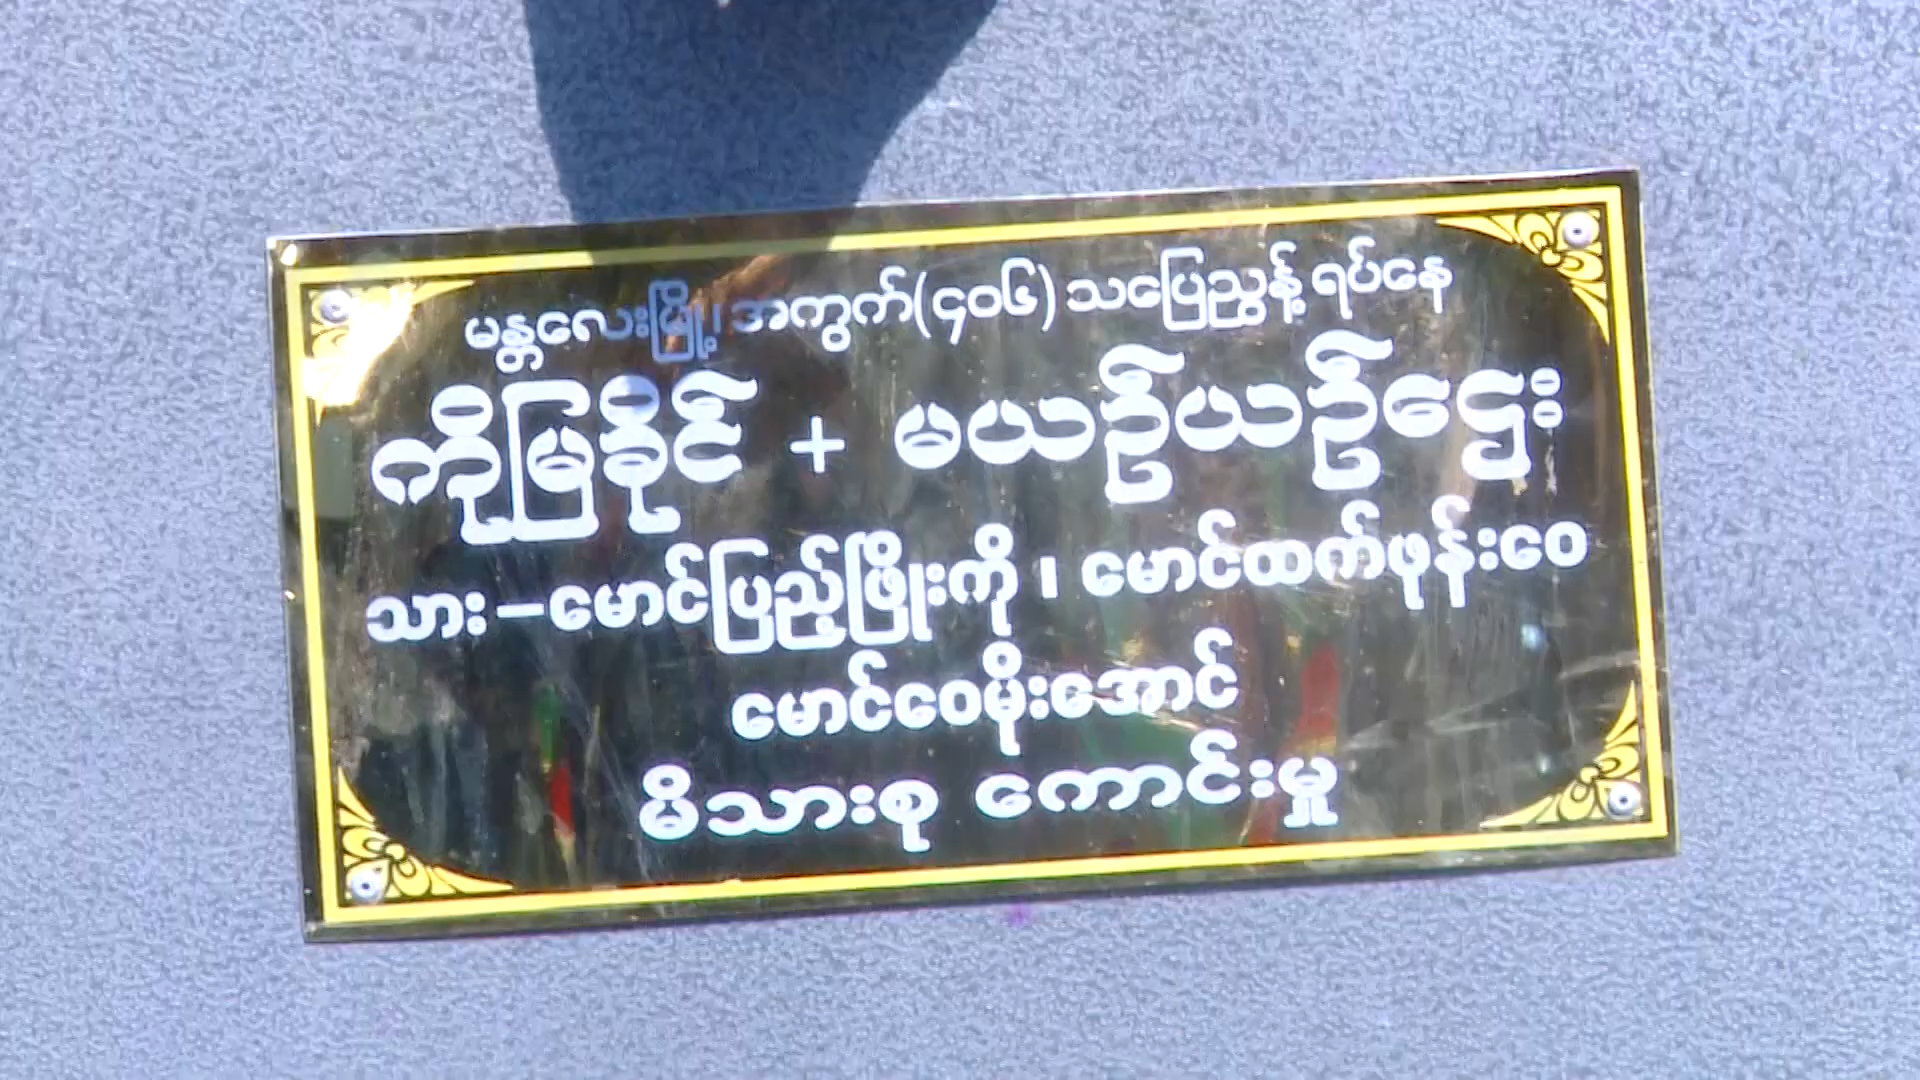 မန္တလေးမြို့၊ အကွက်(၄၀၆) သပြေညွန့် ရပ်နေ
ကိုမြခိုင် + မယဉ်ယဉ်ဌေး
သား–မောင်ပြည့်ဖြိုးကို ၊ မောင်ထက်ဖုန်းဝေ
မောင်ဝေမိုးအောင်
မိသားစု ကောင်းမှု